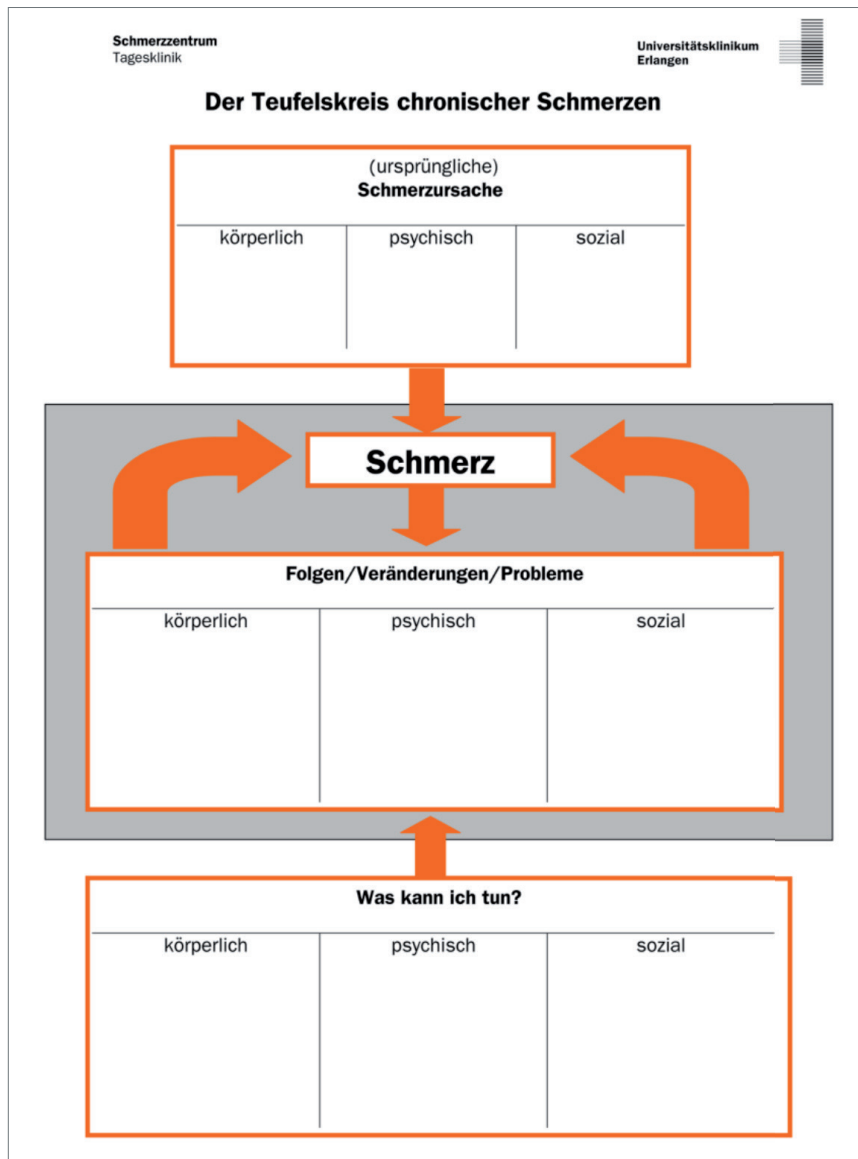 Schmerzzentrum
Tagesklinik
Universitätsklinikum
Erlangen
Der Teufelskreis chronischer Schmerzen
(ursprüngliche)
Schmerzursache
körperlich psychisch sozial
Schmerz
Folgen/Veränderungen/Probleme
körperlich psychisch sozial
Was kann ich tun?
körperlich psychisch sozial